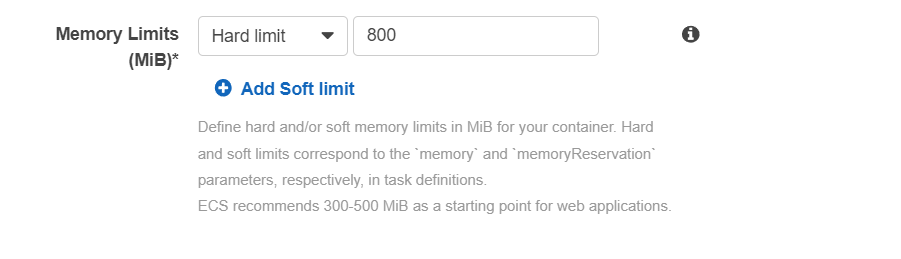 Memory Limits Hard limit 800
(MiB)*
Add Soft limit
Define hard and/or soft memory limits in MiB for your container. Hard
and soft limits correspond to the `memory` and `memoryReservation`
parameters, respectively, in task definitions.
ECS recommends 300-500 MiB as a starting point for web applications.